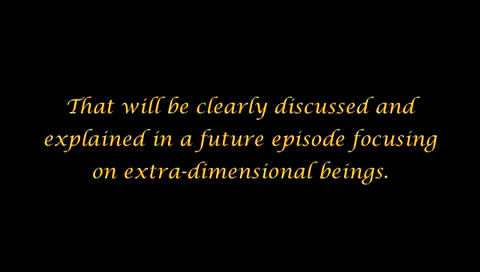 That will be clearly discussed and
explained in a future episode focusing
on extra-dimensional beings.